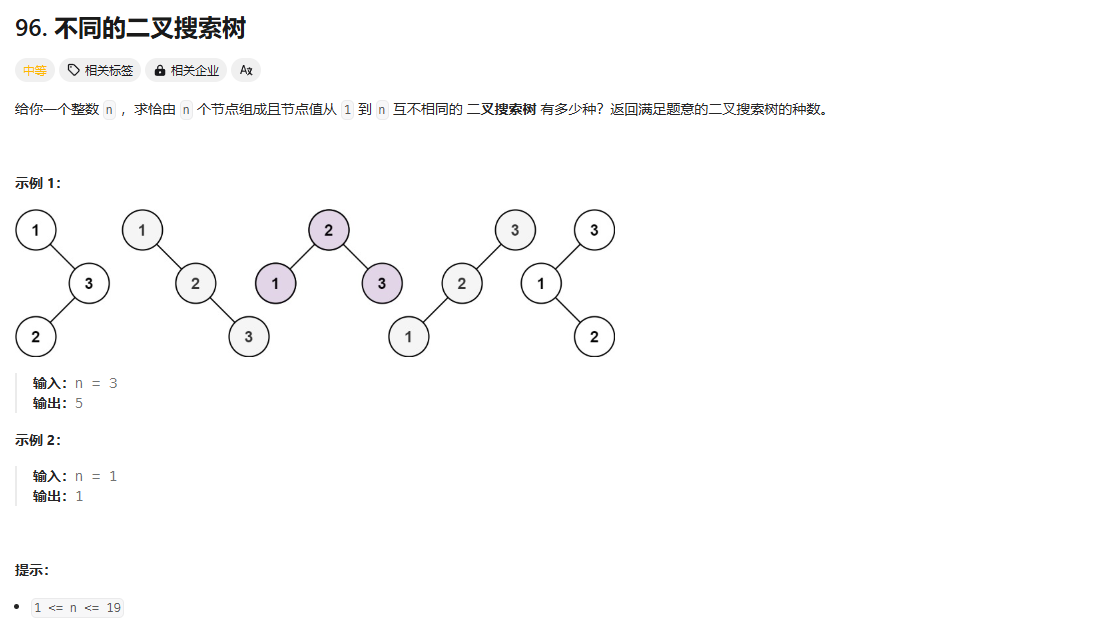 96. 不同的二叉搜索树
中等 相关标签 相关企业 Ax
给你一个整数 n ，求恰由 n 个节点组成且节点值从 1 到 n 互不相同的 二叉搜索树 有多少种？返回满足题意的二叉搜索树的种数。
示例 1：
1 1 2 3 3
3 2 1 3 2 1
2 3 1 2
输入：n = 3
输出：5
示例 2：
输入：n = 1
输出：1
提示：
1 <= n <= 19